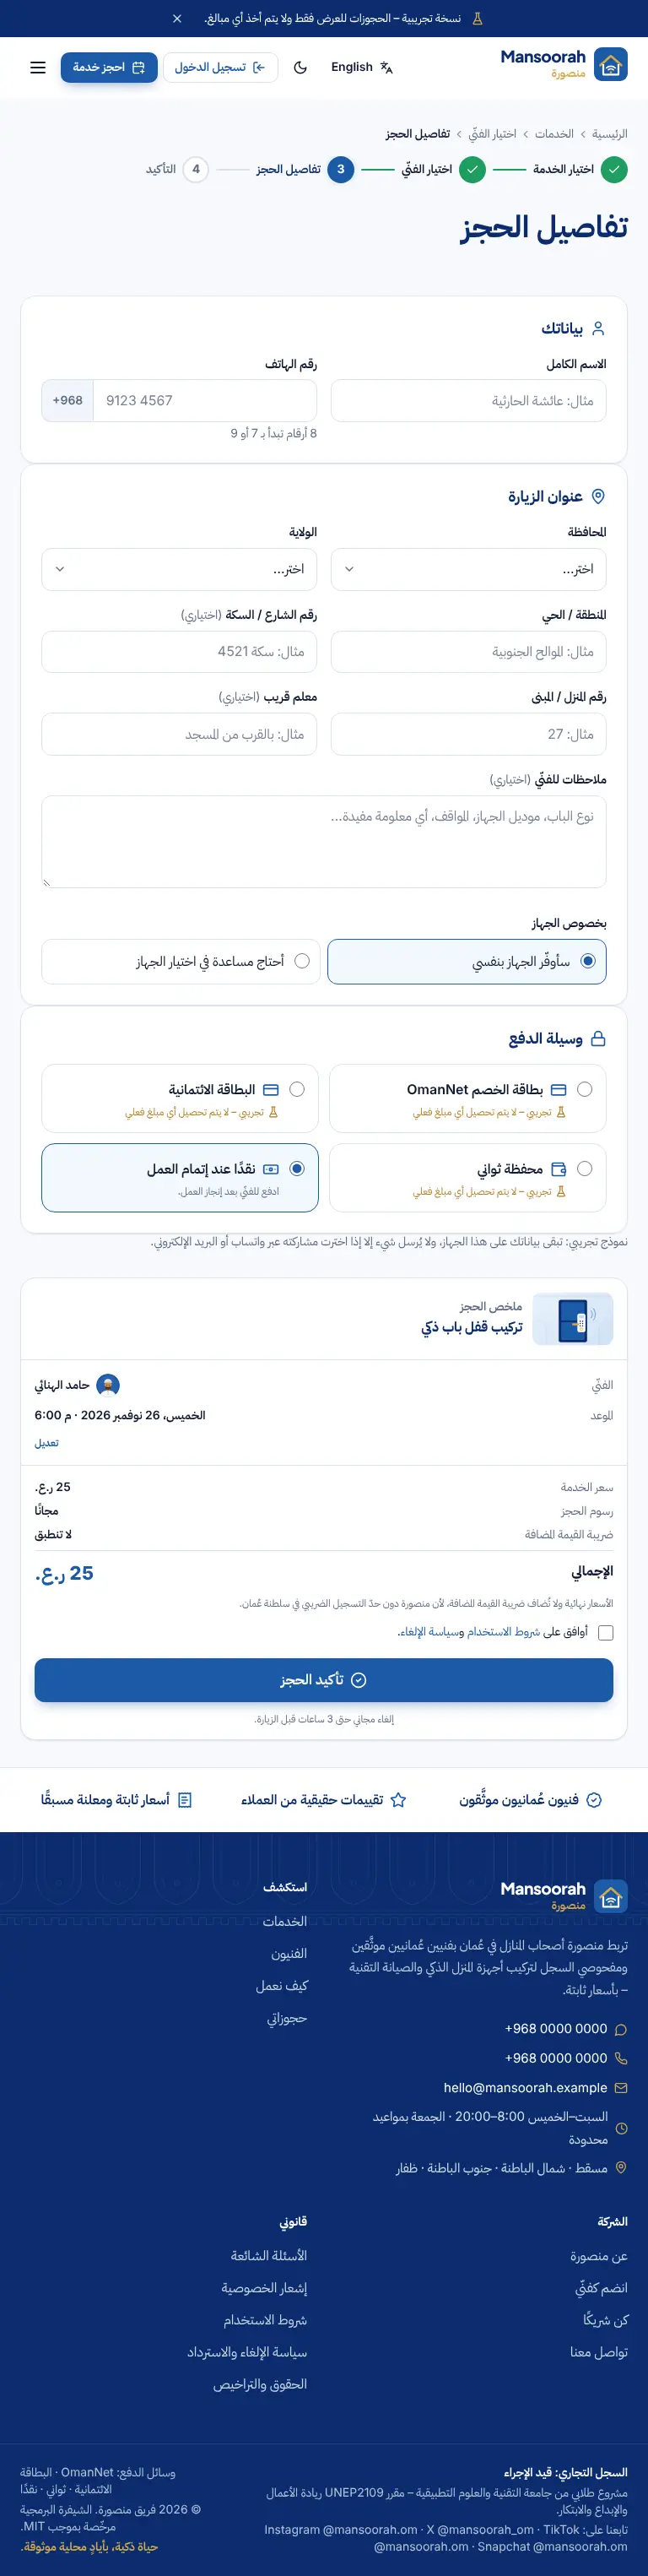 نسخة تجريبية – الحجوزات للعرض فقط ولا يتم أخذ أي مبالغ.
Mansoorah
منصورة
English
تسجيل الدخول
احجز خدمة
الرئيسية › الخدمات › اختيار الفنّي › تفاصيل الحجز
اختيار الخدمة
اختيار الفنّي
3 تفاصيل الحجز
4 التأكيد
تفاصيل الحجز
بياناتك
الاسم الكامل
رقم الهاتف
مثال: عائشة الحارثية
9123 4567
+968
8 أرقام تبدأ بـ 7 أو 9
عنوان الزيارة
المحافظة
الولاية
اختر...
اختر...
المنطقة / الحي
رقم الشارع / السكة (اختياري)
مثال: الموالح الجنوبية
مثال: سكة 4521
رقم المنزل / المبنى
معلم قريب (اختياري)
مثال: 27
مثال: بالقرب من المسجد
ملاحظات للفنّي (اختياري)
نوع الباب، موديل الجهاز، المواقف، أي معلومة مفيدة...
بخصوص الجهاز
سأوفّر الجهاز بنفسي
أحتاج مساعدة في اختيار الجهاز
وسيلة الدفع
بطاقة الخصم OmanNet
تجريبي – لا يتم تحصيل أي مبلغ فعلي
البطاقة الائتمانية
تجريبي – لا يتم تحصيل أي مبلغ فعلي
محفظة ثواني
تجريبي – لا يتم تحصيل أي مبلغ فعلي
نقدًا عند إتمام العمل
ادفع للفنّي بعد إنجاز العمل.
نموذج تجريبي: تبقى بياناتك على هذا الجهاز، ولا يُرسل شيء إلا إذا اخترت مشاركته عبر واتساب أو البريد الإلكتروني.
ملخص الحجز
تركيب قفل باب ذكي
الفنّي
حامد الهنائي
الموعد
الخميس، 26 نوفمبر 2026 · 6:00 م
تعديل
سعر الخدمة
25 ر.ع.
رسوم الحجز
مجانًا
ضريبة القيمة المضافة
لا تنطبق
الإجمالي
25 ر.ع.
الأسعار نهائية ولا تُضاف ضريبة القيمة المضافة، لأن منصورة دون حدّ التسجيل الضريبي في سلطنة عُمان.
أوافق على شروط الاستخدام وسياسة الإلغاء.
تأكيد الحجز
إلغاء مجاني حتى 3 ساعات قبل الزيارة.
فنيون عُمانيون موثَّقون
تقييمات حقيقية من العملاء
أسعار ثابتة ومعلنة مسبقًا
Mansoorah
منصورة
تربط منصورة أصحاب المنازل في عُمان بفنيين عُمانيين موثَّقين
ومفحوصي السجل لتركيب أجهزة المنزل الذكي والصيانة التقنية
– بأسعار ثابتة.
+968 0000 0000
+968 0000 0000
hello@mansoorah.example
السبت–الخميس 8:00–20:00 · الجمعة بمواعيد
محدودة
مسقط · شمال الباطنة · جنوب الباطنة · ظفار
استكشف
الخدمات
الفنيون
كيف نعمل
حجوزاتي
الشركة
عن منصورة
انضم كفنّي
كن شريكًا
تواصل معنا
قانوني
الأسئلة الشائعة
إشعار الخصوصية
شروط الاستخدام
سياسة الإلغاء والاسترداد
الحقوق والتراخيص
السجل التجاري: قيد الإجراء
مشروع طلابي من جامعة التقنية والعلوم التطبيقية – مقرر UNEP2109 ريادة الأعمال
والإبداع والابتكار.
تابعنا على: Instagram @mansoorah.om · X @mansoorah_om · TikTok
@mansoorah.om · Snapchat @mansoorah.om
وسائل الدفع: OmanNet · البطاقة
الائتمانية · ثواني · نقدًا
© 2026 فريق منصورة. الشيفرة البرمجية
مرخّصة بموجب MIT.
حياة ذكية، بأيادٍ محلية موثوقة.